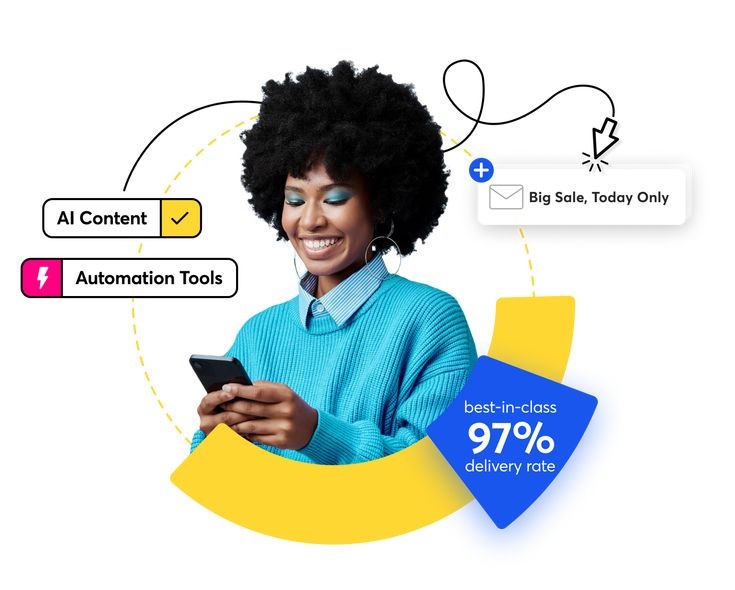 AI Content
Automation Tools
Big Sale, Today Only
best-in-class
97%
delivery rate